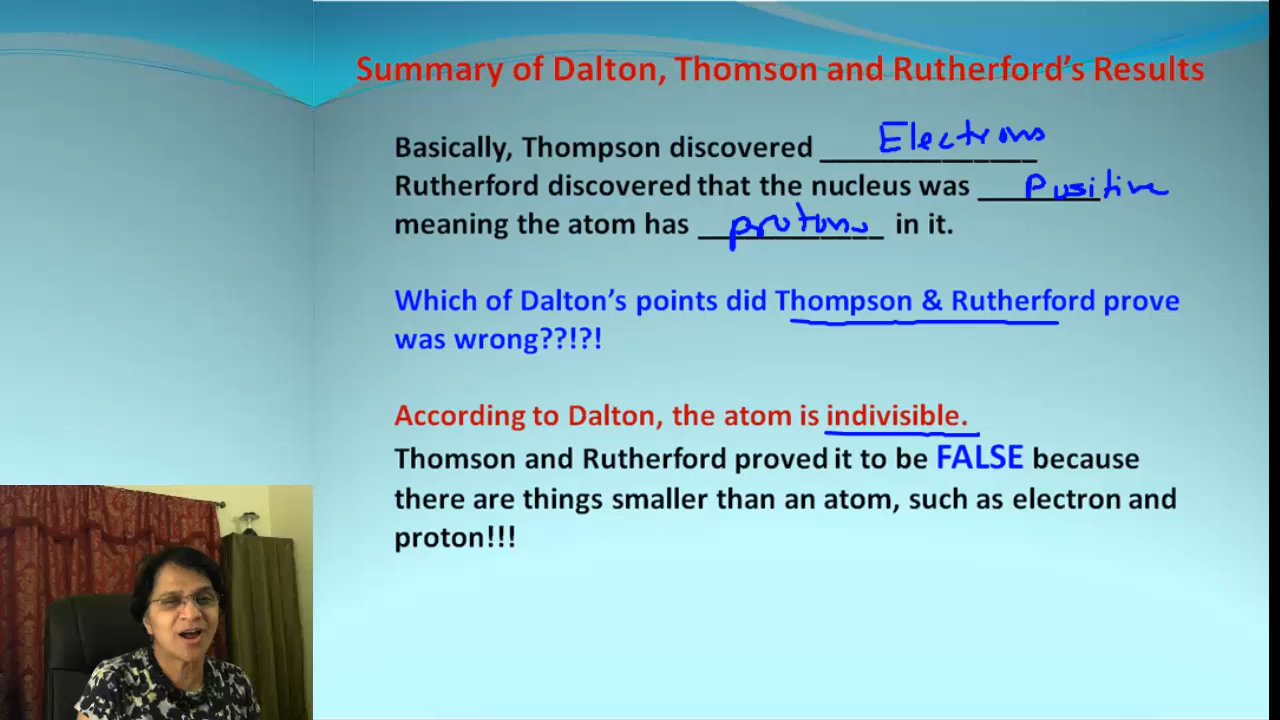 Summary of Dalton, Thomson and Rutherford's Results
Basically, Thompson discovered ______________ Electrons
Rutherford discovered that the nucleus was ________ Positive
meaning the atom has ____________ protons in it.
Which of Dalton's points did Thompson & Rutherford prove
was wrong??!?!
According to Dalton, the atom is indivisible.
Thomson and Rutherford proved it to be FALSE because
there are things smaller than an atom, such as electron and
proton!!!